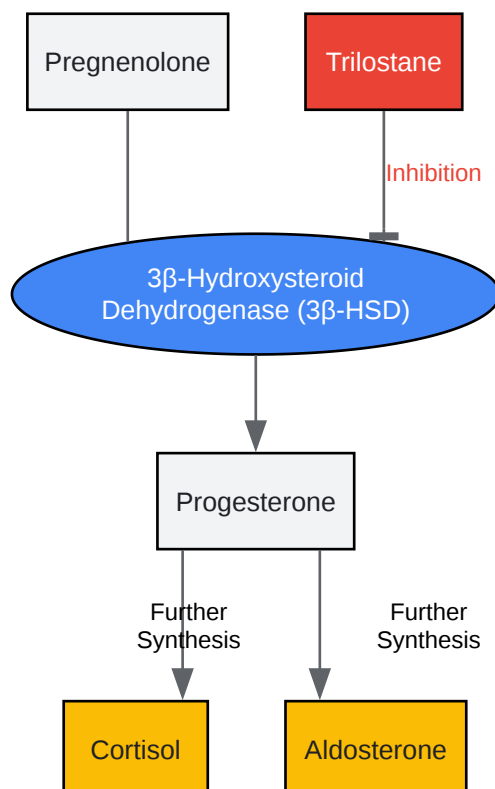 Pregnenolone
Trilostane
Inhibition
3β-Hydroxysteroid
Dehydrogenase (3β-HSD)
Progesterone
Further
Synthesis
Further
Synthesis
Cortisol
Aldosterone